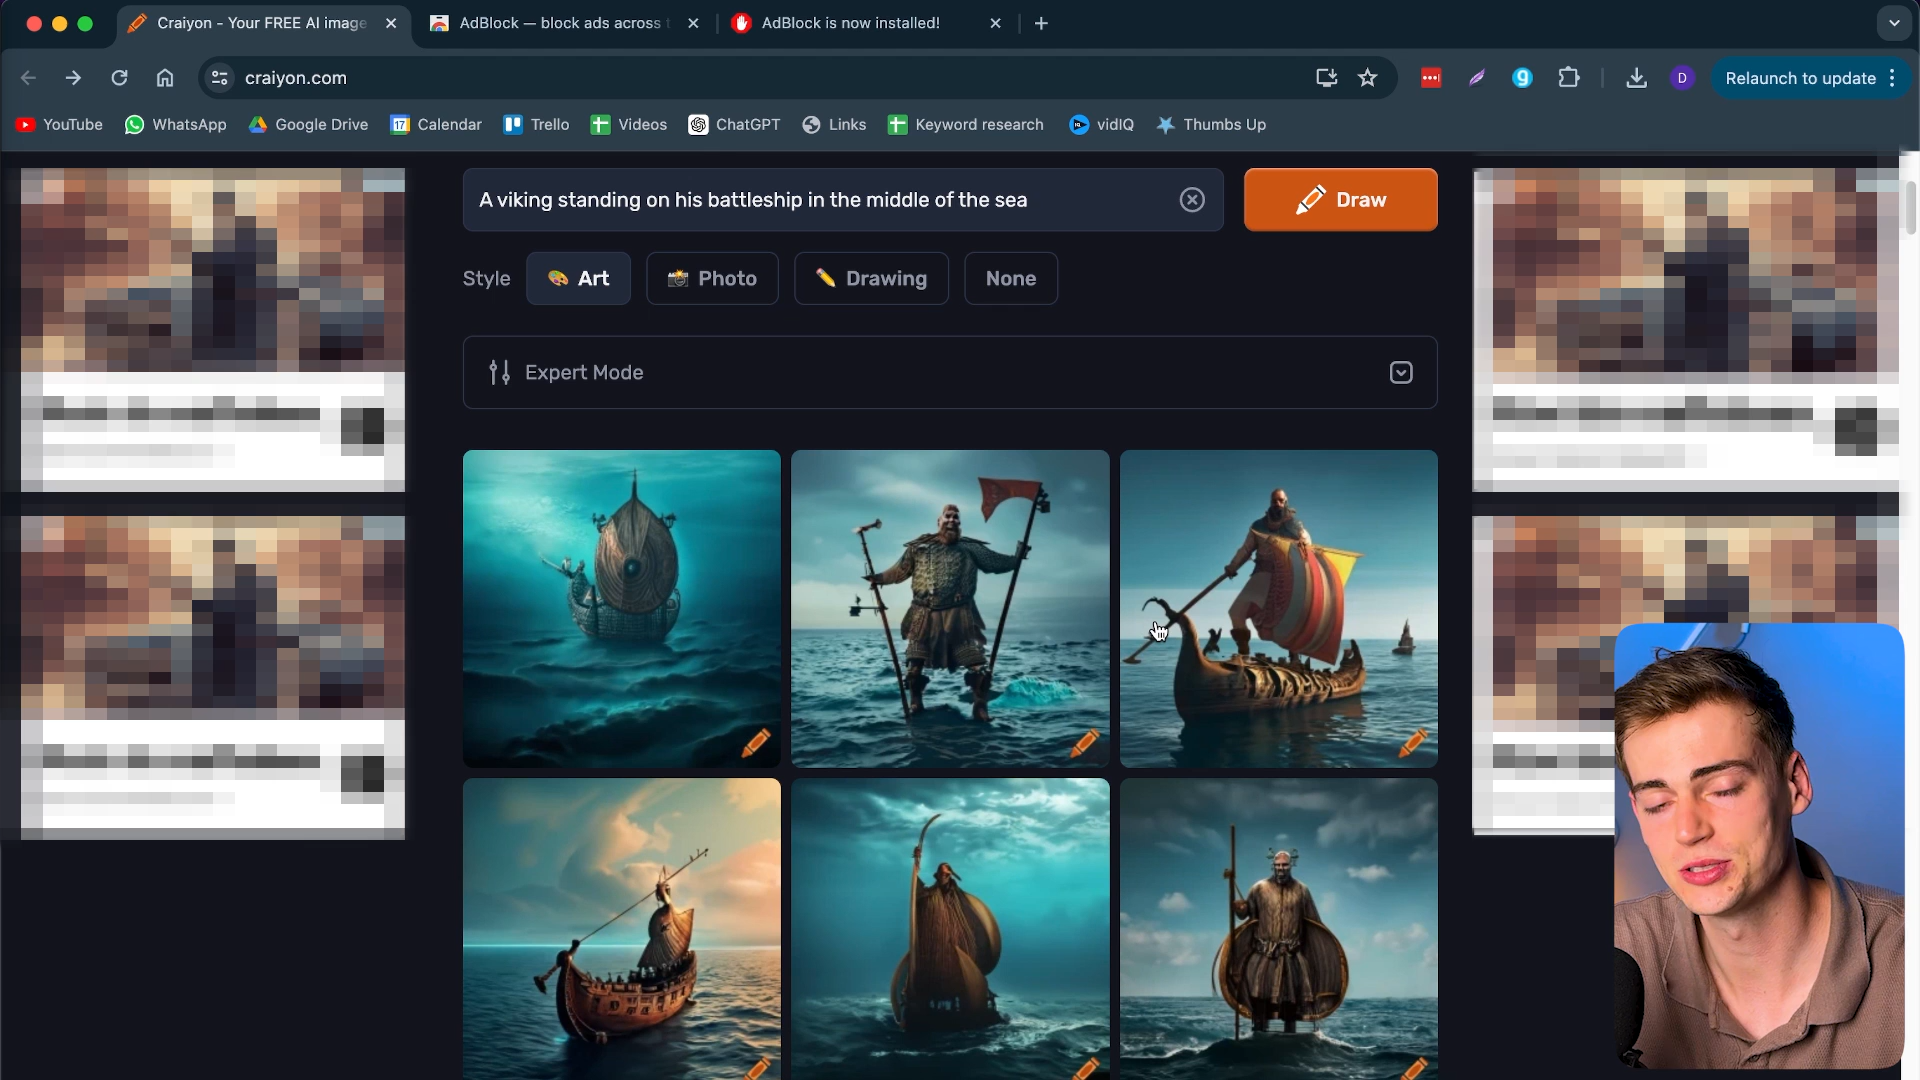 Craiyon - Your FREE AI image
AdBlock — block ads across
AdBlock is now installed!
craiyon.com
Relaunch to update
D
YouTube
WhatsApp
Google Drive
17 Calendar
Trello
Videos
ChatGPT
Links
Keyword research
vidIQ
Thumbs Up
A viking standing on his battleship in the middle of the sea
Draw
Style
Art
Photo
Drawing
None
Expert Mode